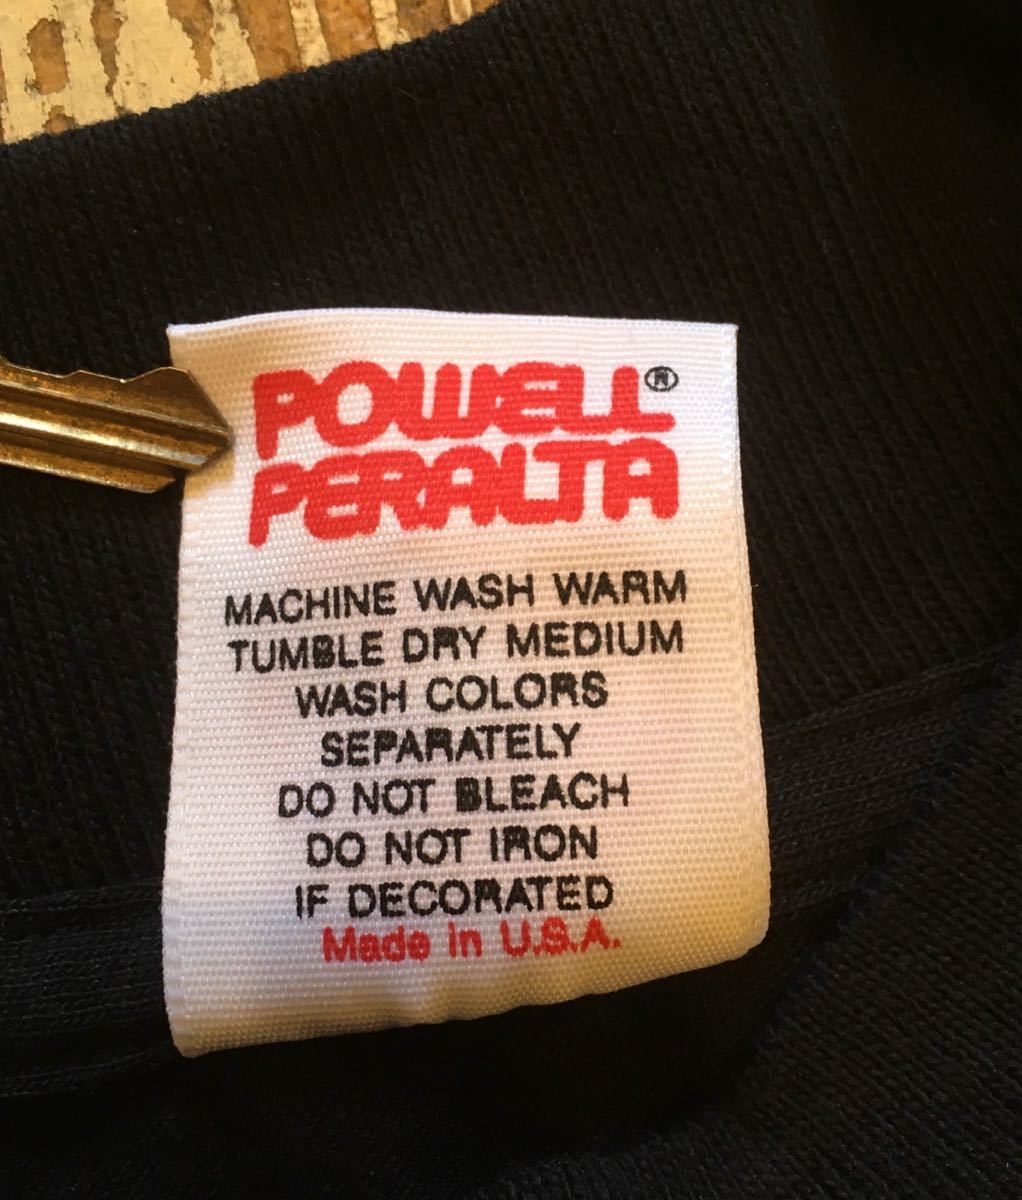 POWELL®
PERALTA
MACHINE WASH WARM
TUMBLE DRY MEDIUM
WASH COLORS
SEPARATELY
DO NOT BLEACH
DO NOT IRON
IF DECORATED
Made in U.S.A.